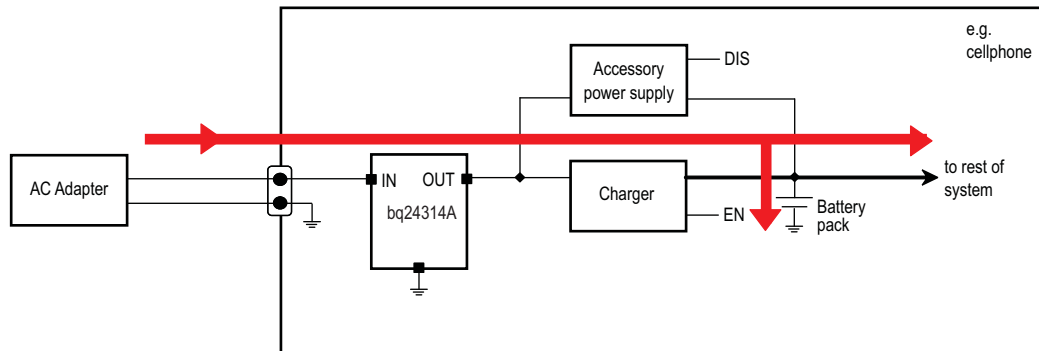 e.g.
cellphone
Accessory
power supply
DIS
AC Adapter
IN
OUT
bq24314A
Charger
EN
to rest of
system
Battery
pack